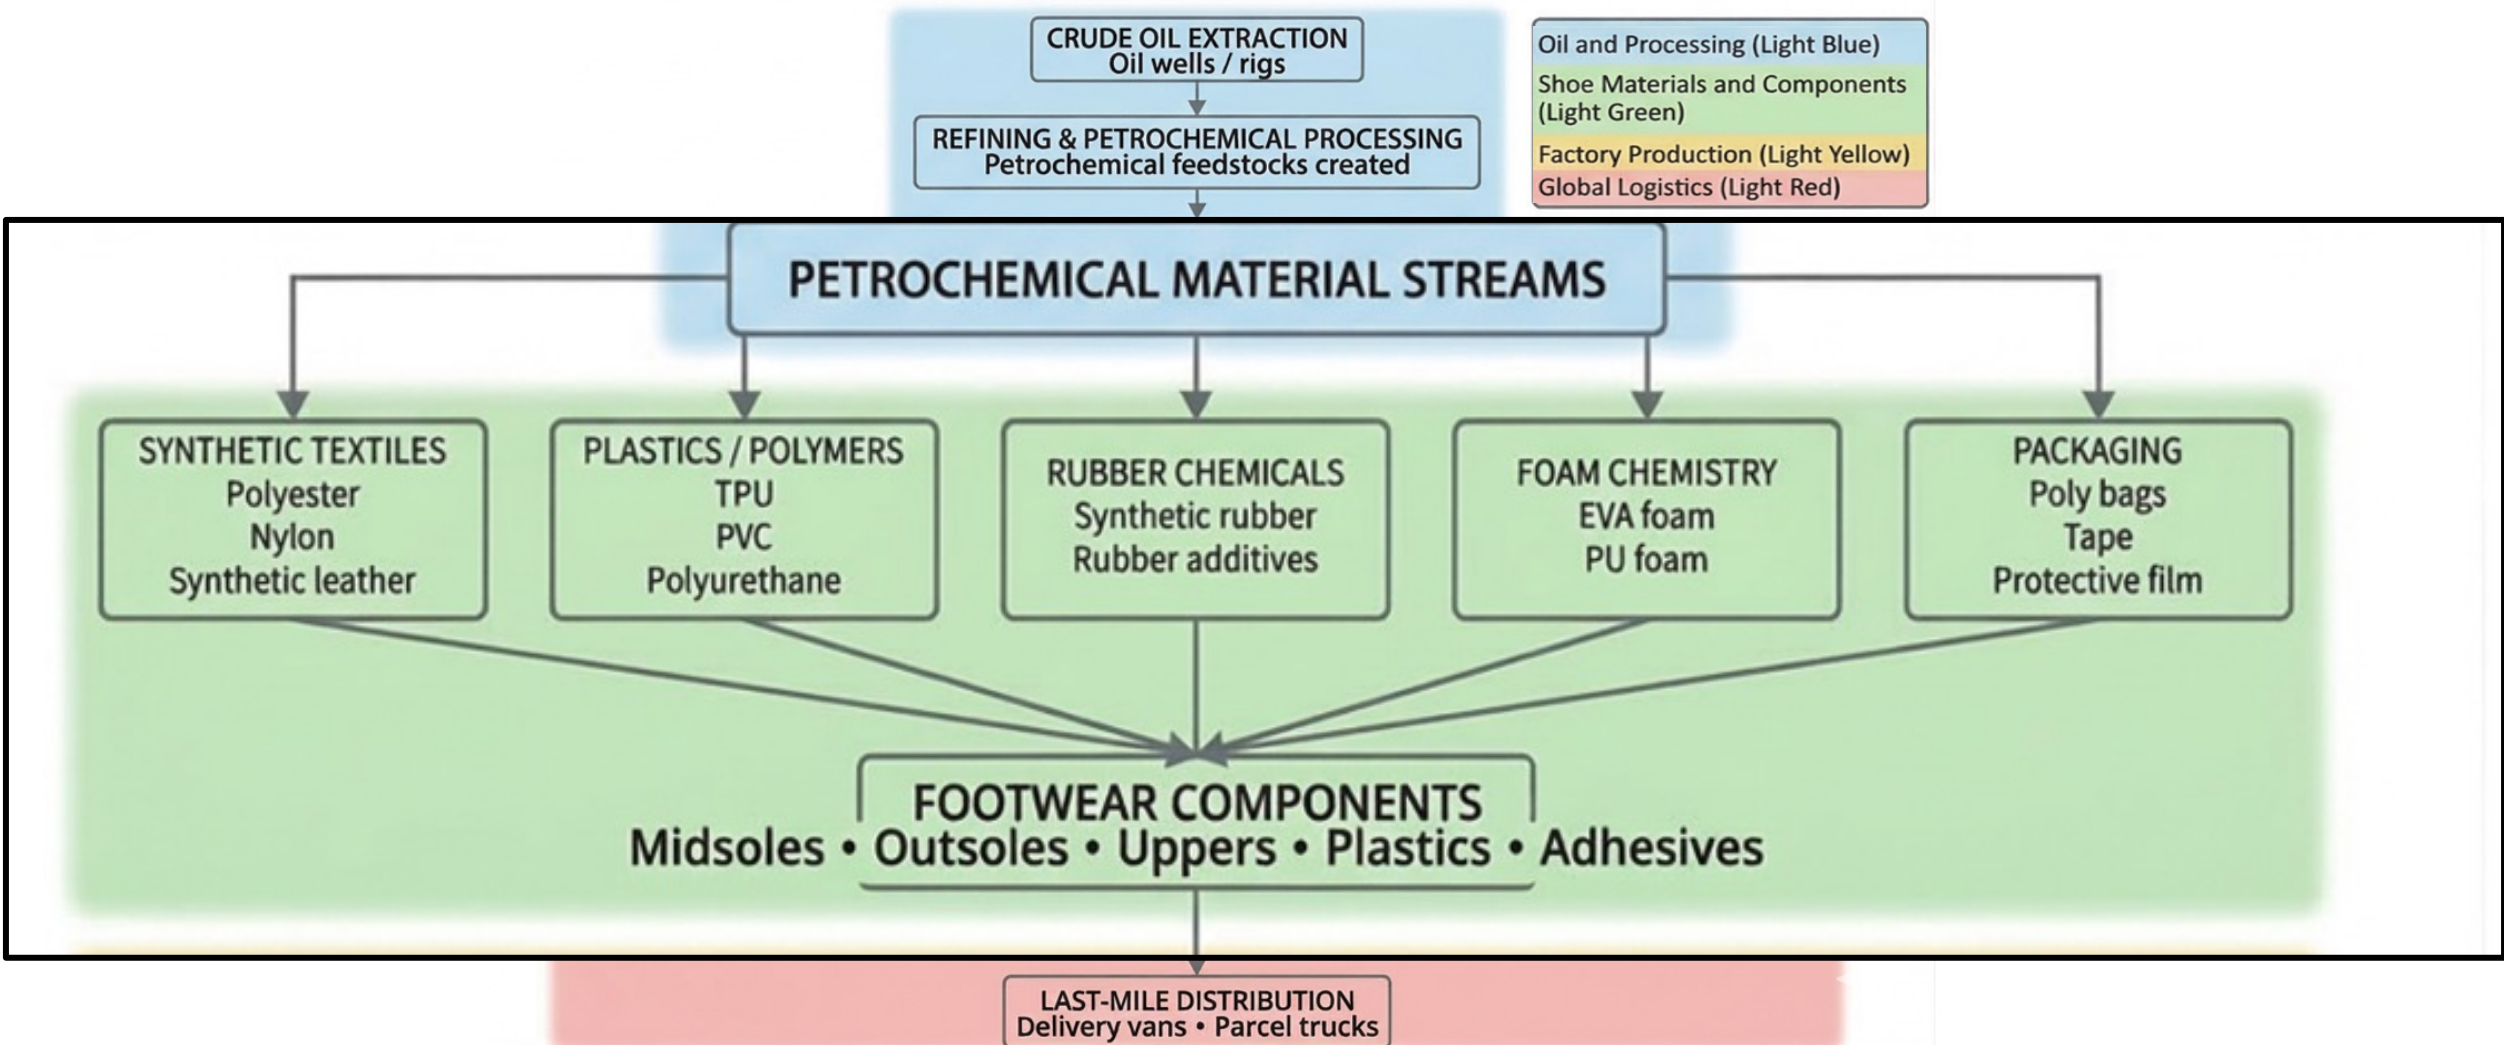 CRUDE OIL EXTRACTION
Oil wells / rigs
REFINING & PETROCHEMICAL PROCESSING
Petrochemical feedstocks created
Oil and Processing (Light Blue)
Shoe Materials and Components
(Light Green)
Factory Production (Light Yellow)
Global Logistics (Light Red)
PETROCHEMICAL MATERIAL STREAMS
SYNTHETIC TEXTILES
Polyester
Nylon
Synthetic leather
PLASTICS / POLYMERS
TPU
PVC
Polyurethane
RUBBER CHEMICALS
Synthetic rubber
Rubber additives
FOAM CHEMISTRY
EVA foam
PU foam
PACKAGING
Poly bags
Tape
Protective film
FOOTWEAR COMPONENTS
Midsoles • Outsoles • Uppers • Plastics • Adhesives
LAST-MILE DISTRIBUTION
Delivery vans • Parcel trucks